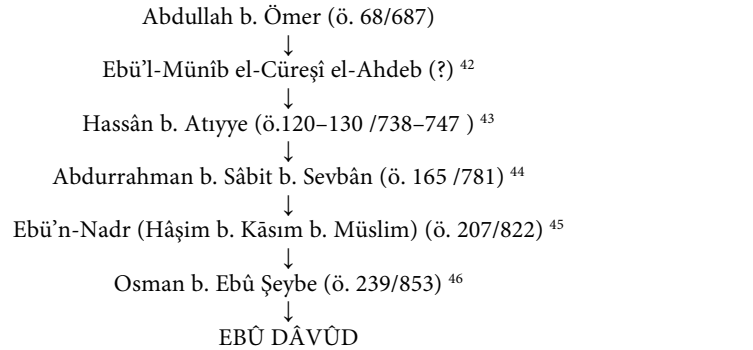 Abdullah b. Ömer (ö. 68/687)
↓
Ebü’l-Münîb el-Cüreşî el-Ahdeb (?) ⁴²
↓
Hassân b. Atıyye (ö.120–130 /738–747 ) ⁴³
↓
Abdurrahman b. Sâbit b. Sevbân (ö. 165 /781) ⁴⁴
↓
Ebü’n-Nadr (Hâşim b. Kāsım b. Müslim) (ö. 207/822) ⁴⁵
↓
Osman b. Ebû Şeybe (ö. 239/853) ⁴⁶
↓
EBÛ DÂVÛD